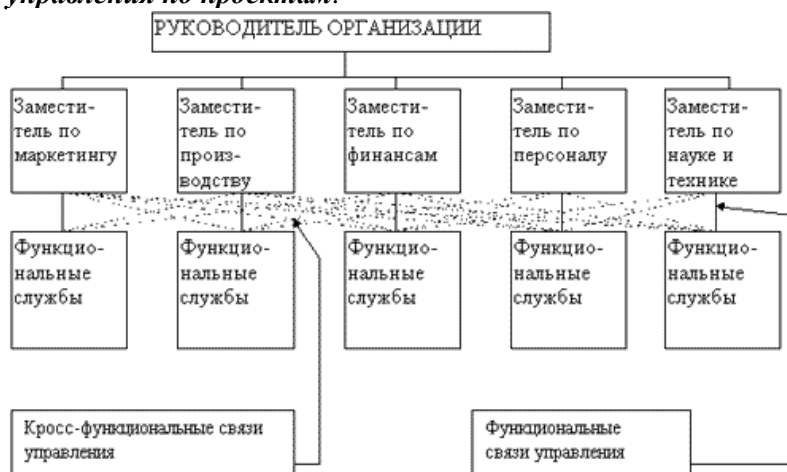 управления по проектам.
РУКОВОДИТЕЛЬ ОРГАНИЗАЦИИ
Замести-
тель по
маркетингу
Замести-
тель по
произ-
водству
Замести-
тель по
финансам
Замести-
тель по
персоналу
Замести-
тель по
науке и
технике
Функцио-
нальные
службы
Функцио-
нальные
службы
Функцио-
нальные
службы
Функцио-
нальные
службы
Функцио-
нальные
службы
Кросс-функциональные связи
управления
Функциональные
связи управления